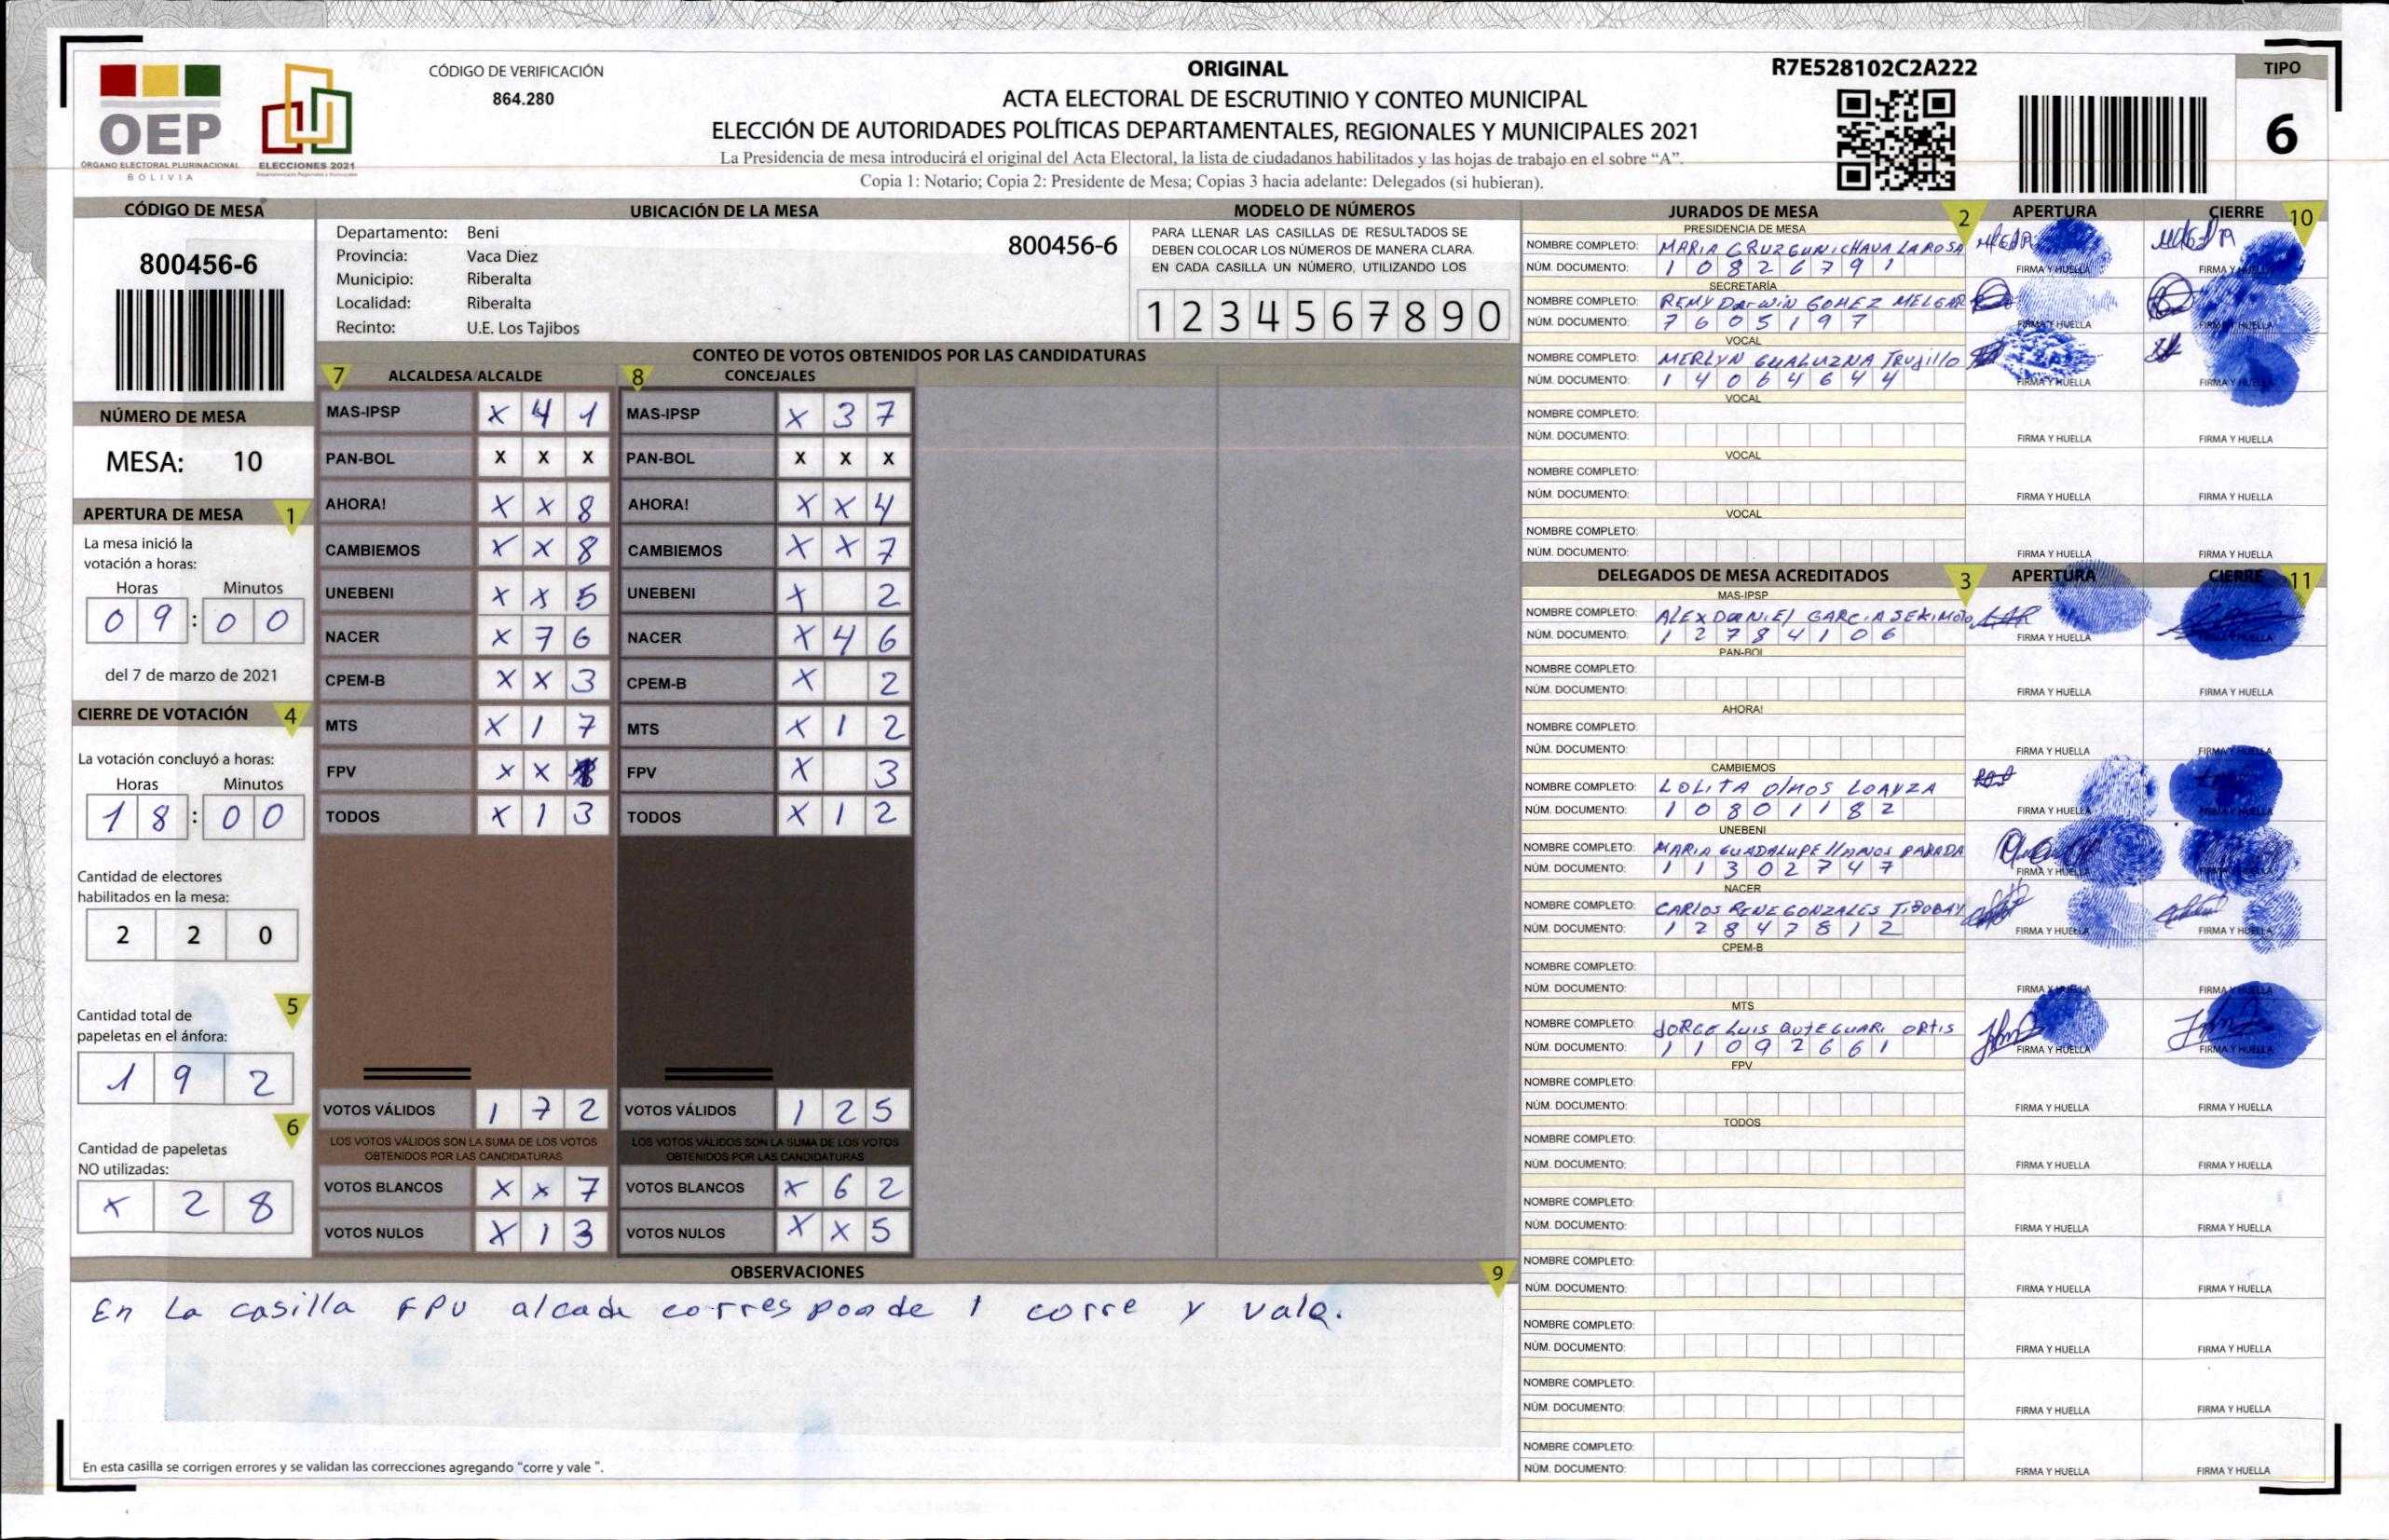 OEP
ÓRGANO ELECTORAL PLURINACIONAL
BOLIVIA
ELECCIONES 2021
CÓDIGO DE VERIFICACIÓN
864.280
ORIGINAL
ACTA ELECTORAL DE ESCRUTINIO Y CONTEO MUNICIPAL
ELECCIÓN DE AUTORIDADES POLÍTICAS DEPARTAMENTALES, REGIONALES Y MUNICIPALES 2021
La Presidencia de mesa introducirá el original del Acta Electoral, la lista de ciudadanos habilitados y las hojas de trabajo en el sobre “A”.
Copia 1: Notario; Copia 2: Presidente de Mesa; Copias 3 hacia adelante: Delegados (si hubieran).
R7E528102C2A222
TIPO
6
CÓDIGO DE MESA
800456-6
NÚMERO DE MESA
MESA: 10
APERTURA DE MESA 1
La mesa inició la
votación a horas:
Horas Minutos
0 9 : 0 0
del 7 de marzo de 2021
CIERRE DE VOTACIÓN 4
La votación concluyó a horas:
Horas Minutos
1 8 : 0 0
Cantidad de electores
habilitados en la mesa:
2 2 0
5
Cantidad total de
papeletas en el ánfora:
1 9 2
6
Cantidad de papeletas
NO utilizadas:
x 2 8
UBICACIÓN DE LA MESA
Departamento: Beni
Provincia: Vaca Diez
Municipio: Riberalta
Localidad: Riberalta
Recinto: U.E. Los Tajibos
800456-6
MODELO DE NÚMEROS
PARA LLENAR LAS CASILLAS DE RESULTADOS SE
DEBEN COLOCAR LOS NÚMEROS DE MANERA CLARA.
EN CADA CASILLA UN NÚMERO, UTILIZANDO LOS
1 2 3 4 5 6 7 8 9 0
CONTEO DE VOTOS OBTENIDOS POR LAS CANDIDATURAS
7 ALCALDESA/ALCALDE 8 CONCEJALES
MAS-IPSP x 4 1 MAS-IPSP x 3 7
PAN-BOL X X X PAN-BOL X X X
AHORA! X X 8 AHORA! X X 4
CAMBIEMOS X X 8 CAMBIEMOS X X 7
UNEBENI X X 5 UNEBENI X 2
NACER X 7 6 NACER X 4 6
CPEM-B X X 3 CPEM-B X 2
MTS X 1 7 MTS X 1 2
FPV X X 1 FPV X 3
TODOS X 1 3 TODOS X 1 2
VOTOS VÁLIDOS 1 7 2 VOTOS VÁLIDOS 1 2 5
LOS VOTOS VÁLIDOS SON LA SUMA DE LOS VOTOS LOS VOTOS VÁLIDOS SON LA SUMA DE LOS VOTOS
OBTENIDOS POR LAS CANDIDATURAS OBTENIDOS POR LAS CANDIDATURAS
VOTOS BLANCOS X x 7 VOTOS BLANCOS x 6 2
VOTOS NULOS X 1 3 VOTOS NULOS X X 5
OBSERVACIONES 9
En La casilla FPU alcade corresponde 1 corre y vale.
En esta casilla se corrigen errores y se validan las correcciones agregando "corre y vale ".
JURADOS DE MESA 2 APERTURA CIERRE 10
PRESIDENCIA DE MESA
NOMBRE COMPLETO: MARIA CRUZ GUNICHAVA LAROSA
NÚM. DOCUMENTO: 1 0 8 2 6 7 9 1 FIRMA Y HUELLA FIRMA Y HUELLA
SECRETARÍA
NOMBRE COMPLETO: REMY DarWiN GOMEZ MELGAR
NÚM. DOCUMENTO: 7 6 0 5 1 9 7 FIRMA Y HUELLA FIRMA Y HUELLA
VOCAL
NOMBRE COMPLETO: MERLYN GUALUZNA Trujillo
NÚM. DOCUMENTO: 1 4 0 6 4 6 4 4 FIRMA Y HUELLA FIRMA Y HUELLA
VOCAL
NOMBRE COMPLETO:
NÚM. DOCUMENTO: FIRMA Y HUELLA FIRMA Y HUELLA
VOCAL
NOMBRE COMPLETO:
NÚM. DOCUMENTO: FIRMA Y HUELLA FIRMA Y HUELLA
VOCAL
NOMBRE COMPLETO:
NÚM. DOCUMENTO: FIRMA Y HUELLA FIRMA Y HUELLA
DELEGADOS DE MESA ACREDITADOS 3 APERTURA CIERRE 11
MAS-IPSP
NOMBRE COMPLETO: ALEX DANIEL GARCIA SEKIMOTO
NÚM. DOCUMENTO: 1 2 7 8 4 1 0 6 FIRMA Y HUELLA FIRMA Y HUELLA
PAN-BOL
NOMBRE COMPLETO:
NÚM. DOCUMENTO: FIRMA Y HUELLA FIRMA Y HUELLA
AHORA!
NOMBRE COMPLETO:
NÚM. DOCUMENTO: FIRMA Y HUELLA FIRMA Y HUELLA
CAMBIEMOS
NOMBRE COMPLETO: LOLITA OLMOS LOAYZA
NÚM. DOCUMENTO: 1 0 8 0 1 1 8 2 FIRMA Y HUELLA FIRMA Y HUELLA
UNEBENI
NOMBRE COMPLETO: MARIA GUADALUPE llanos PARADA
NÚM. DOCUMENTO: 1 1 3 0 2 7 4 7 FIRMA Y HUELLA FIRMA Y HUELLA
NACER
NOMBRE COMPLETO: CARLOS RENE GONZALES TIBUBAY
NÚM. DOCUMENTO: 1 2 8 4 7 8 1 2 FIRMA Y HUELLA FIRMA Y HUELLA
CPEM-B
NOMBRE COMPLETO:
NÚM. DOCUMENTO: FIRMA Y HUELLA FIRMA Y HUELLA
MTS
NOMBRE COMPLETO: JORGE LUIS QUTEGUARI ORTIS
NÚM. DOCUMENTO: 1 1 0 9 2 6 6 1 FIRMA Y HUELLA FIRMA Y HUELLA
FPV
NOMBRE COMPLETO:
NÚM. DOCUMENTO: FIRMA Y HUELLA FIRMA Y HUELLA
TODOS
NOMBRE COMPLETO:
NÚM. DOCUMENTO: FIRMA Y HUELLA FIRMA Y HUELLA
NOMBRE COMPLETO:
NÚM. DOCUMENTO: FIRMA Y HUELLA FIRMA Y HUELLA
NOMBRE COMPLETO:
NÚM. DOCUMENTO: FIRMA Y HUELLA FIRMA Y HUELLA
NOMBRE COMPLETO:
NÚM. DOCUMENTO: FIRMA Y HUELLA FIRMA Y HUELLA
NOMBRE COMPLETO:
NÚM. DOCUMENTO: FIRMA Y HUELLA FIRMA Y HUELLA
NOMBRE COMPLETO:
NÚM. DOCUMENTO: FIRMA Y HUELLA FIRMA Y HUELLA